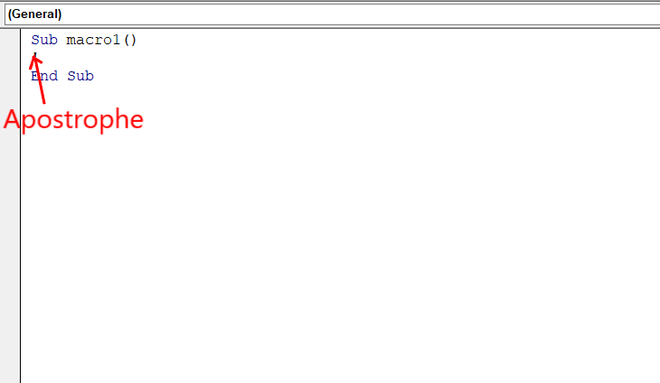 (General)
Sub macro1()
'
End Sub
Apostrophe